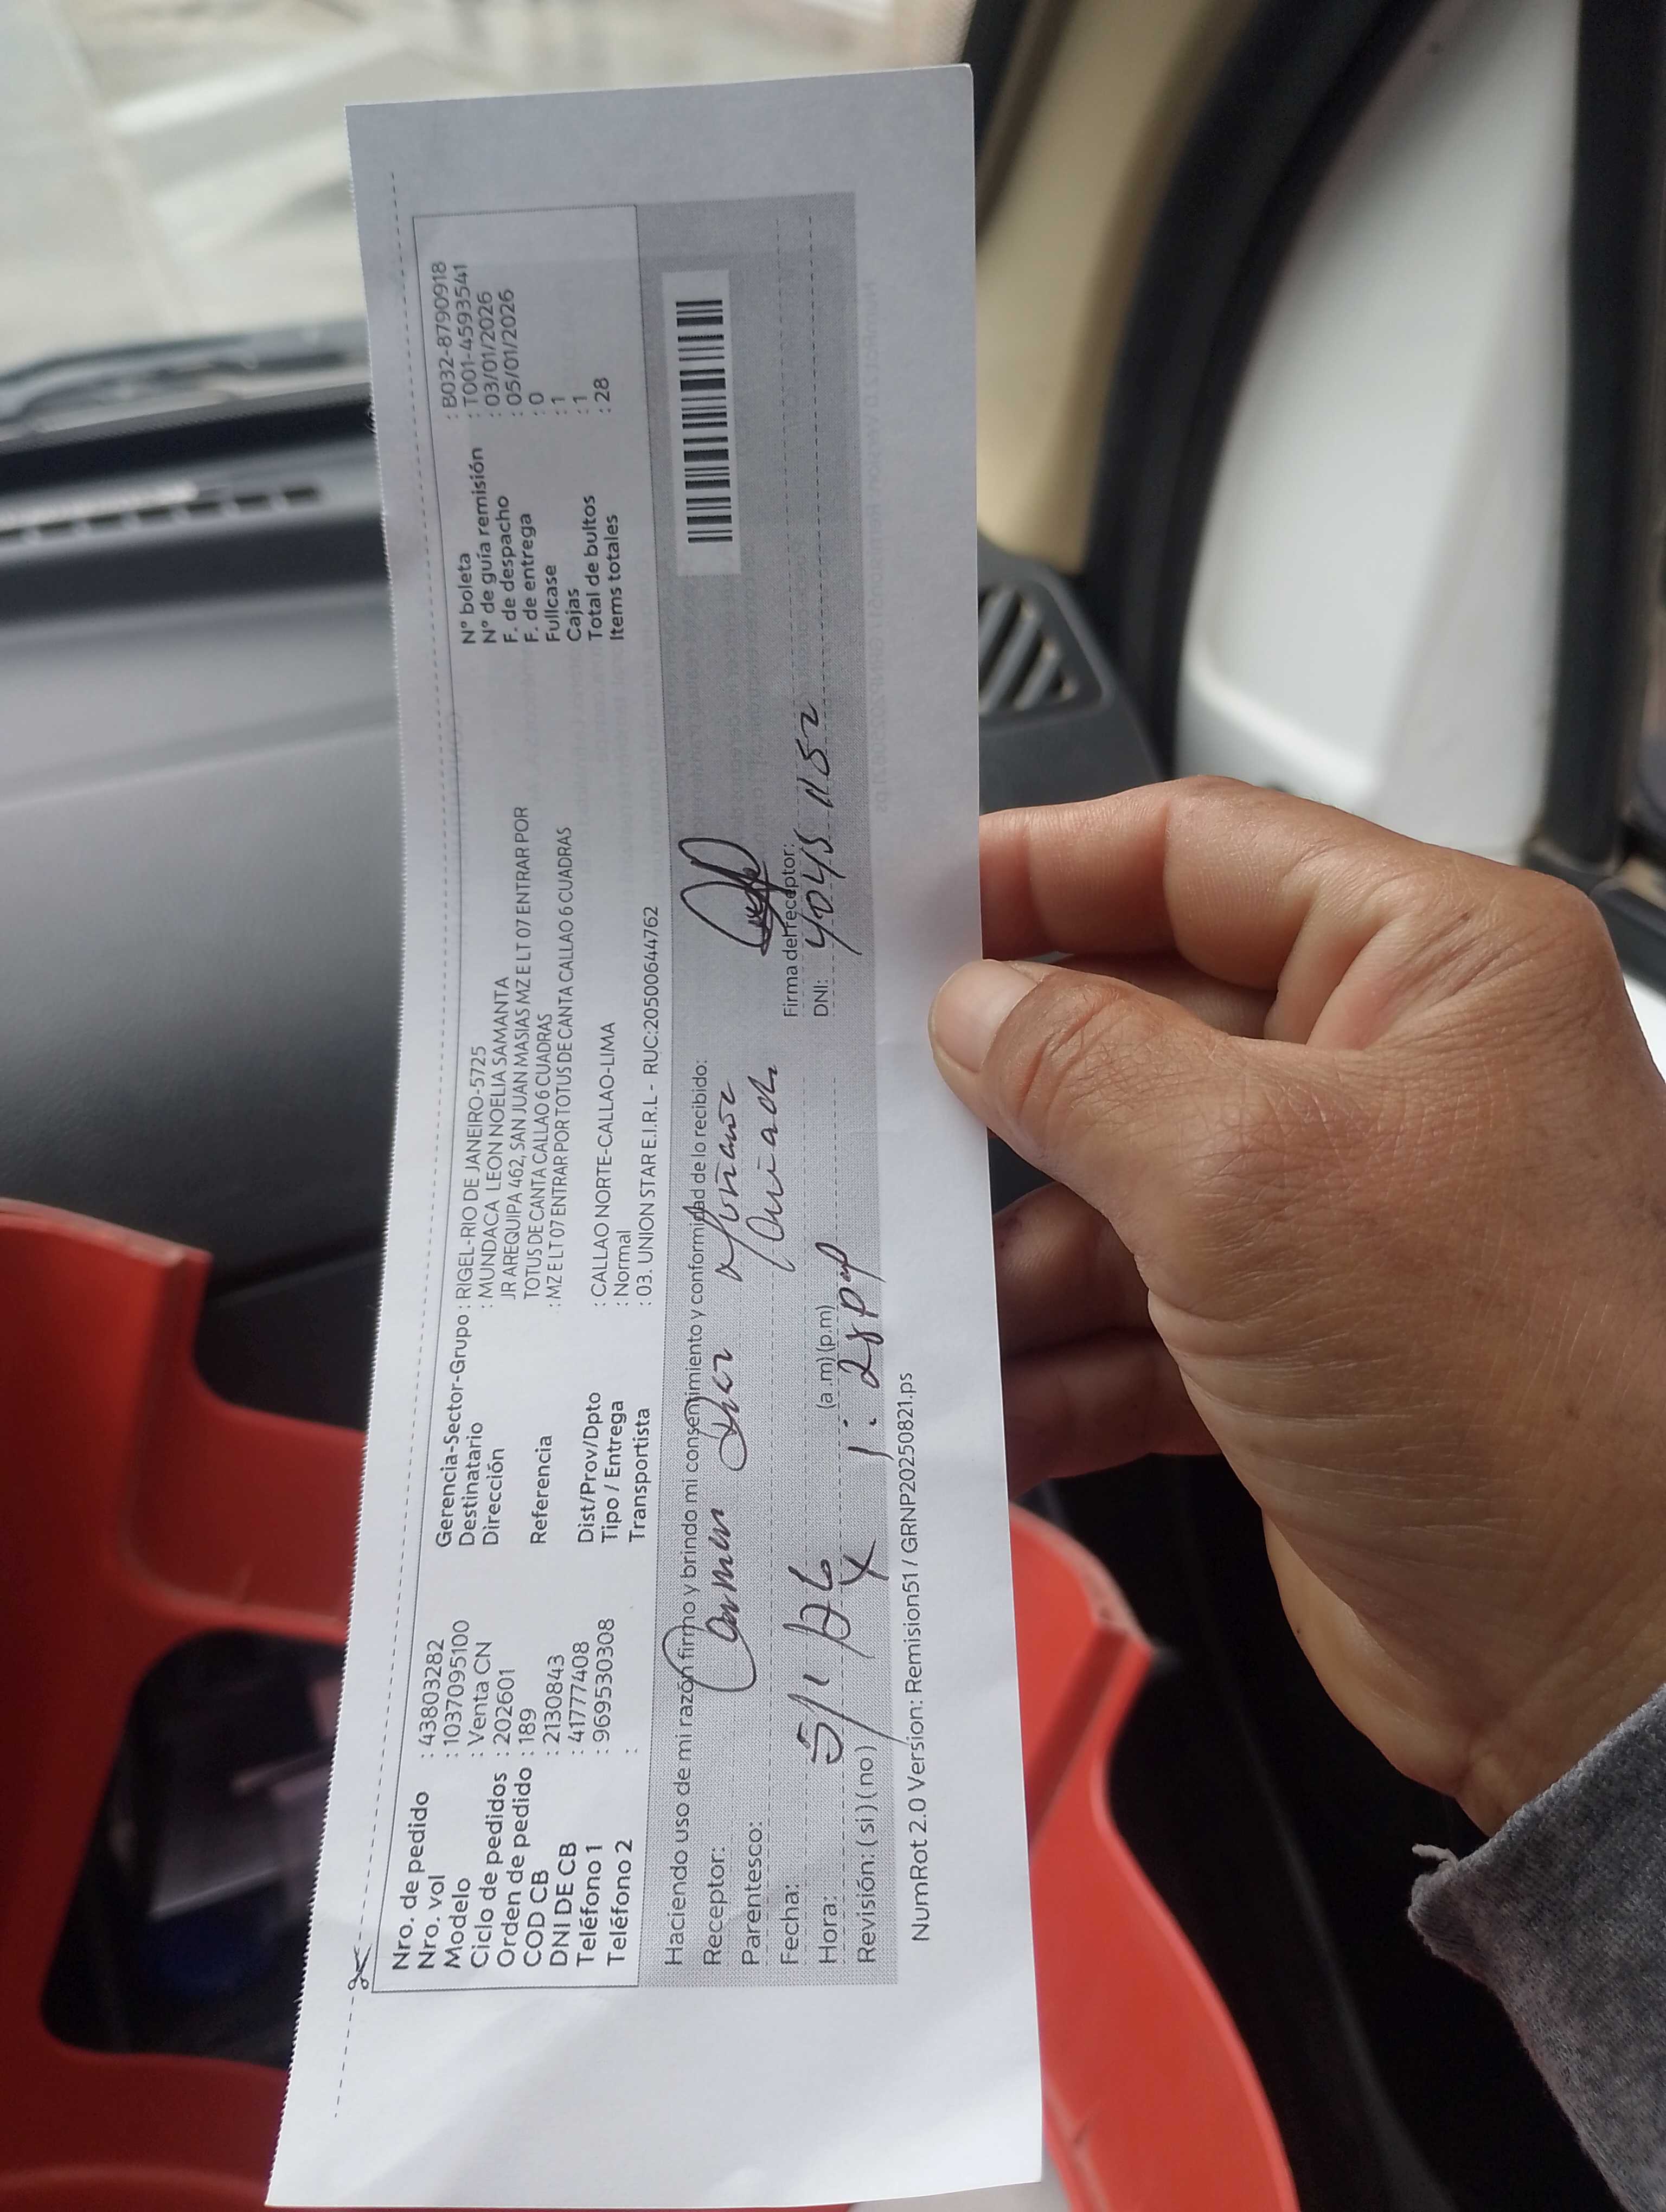 Nro. de pedido : 43803282
Nro. vol : 1037095100
Modelo : Venta CN
Ciclo de pedidos : 202601
Orden de pedido : 189
COD CB : 2130843
DNI DE CB : 41777408
Teléfono 1 : 969530308
Teléfono 2 :
Gerencia-Sector-Grupo : RIGEL-RIO DE JANEIRO-5725
Destinatario : MUNDACA LEON NOELIA SAMANTA
Dirección JR AREQUIPA 462, SAN JUAN MASIAS MZ E LT 07 ENTRAR POR
TOTUS DE CANTA CALLAO 6 CUADRAS
Referencia : MZ E LT 07 ENTRAR POR TOTUS DE CANTA CALLAO 6 CUADRAS
Dist/Prov/Dpto : CALLAO NORTE-CALLAO-LIMA
Tipo / Entrega : Normal
Transportista : 03. UNION STAR E.I.R.L - RUC:20500644762
N° boleta : B032-8790918
N° de guía remisión : T001-4593541
F. de despacho : 03/01/2026
F. de entrega : 05/01/2026
Fullcase : 0
Cajas : 1
Total de bultos : 1
Items totales : 28
Haciendo uso de mi razón firmo y brindo mi consentimiento y conformidad de lo recibido:
Receptor: Carmen
Parentesco:
Fecha: 5/1/26
Hora: (a.m) (p.m)
Revisión: (si) (no) X 1:28 pm
Firma del receptor:
DNI: 4045 1152
NumRot 2.0 Version: Remision51 / GRNP20250821.ps